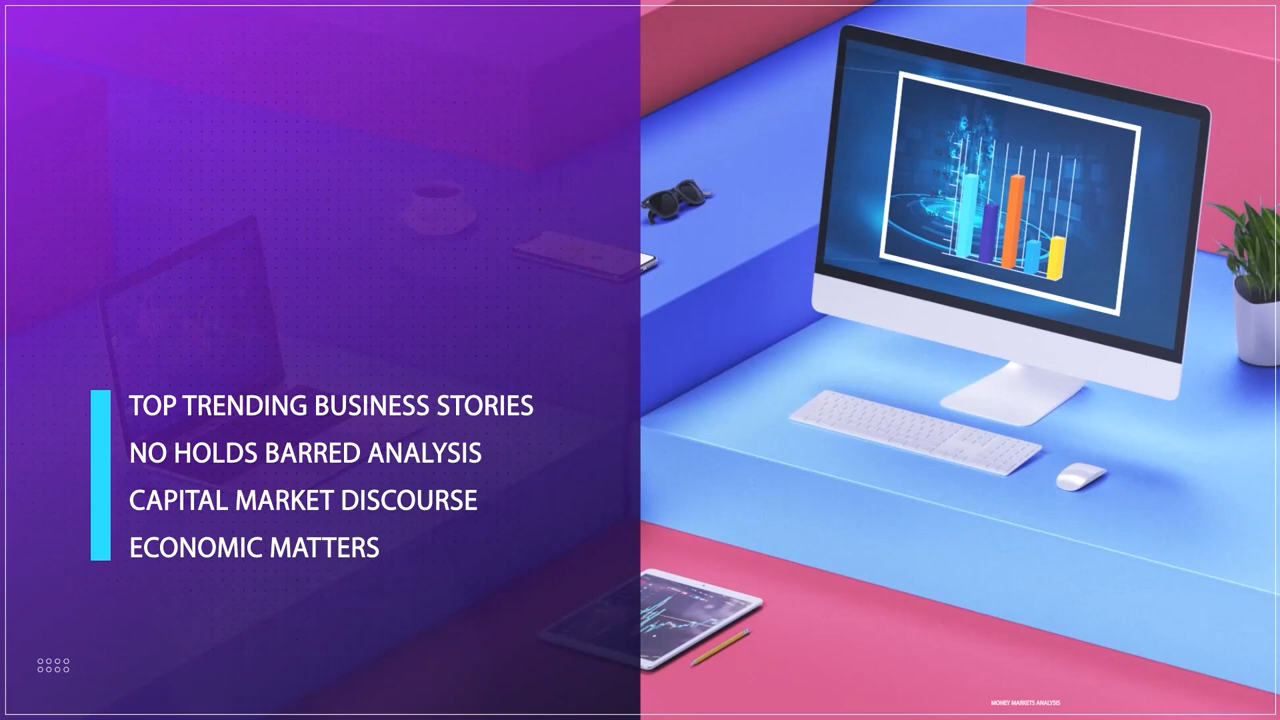 TOP TRENDING BUSINESS STORIES
NO HOLDS BARRED ANALYSIS
CAPITAL MARKET DISCOURSE
ECONOMIC MATTERS
MONEY MARKETS ANALYSIS